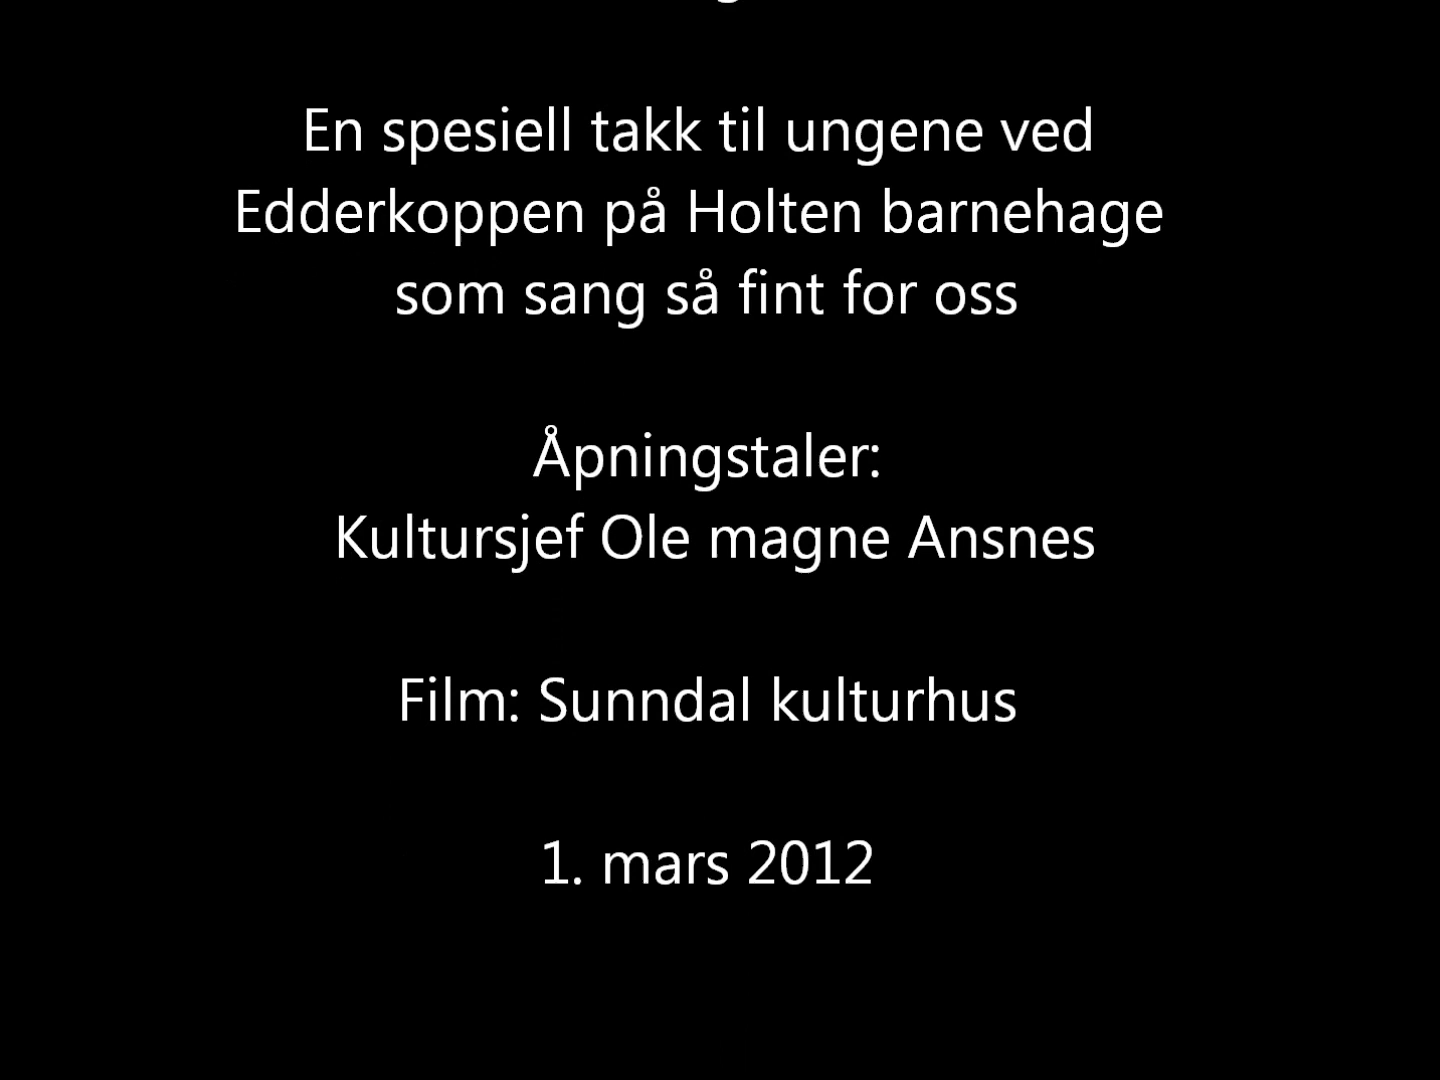 En spesiell takk til ungene ved
Edderkoppen på Holten barnehage
som sang så fint for oss
Åpningstaler:
Kultursjef Ole magne Ansnes
Film: Sunndal kulturhus
1. mars 2012